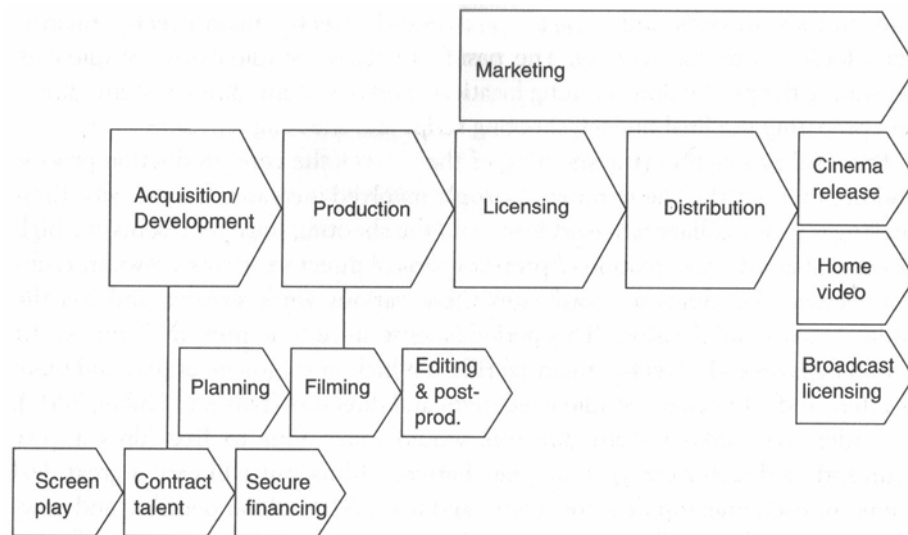 Marketing
Acquisition/
Development
Production
Licensing
Distribution
Cinema
release
Home
video
Broadcast
licensing
Planning
Filming
Editing
& post-
prod.
Screen
play
Contract
talent
Secure
financing